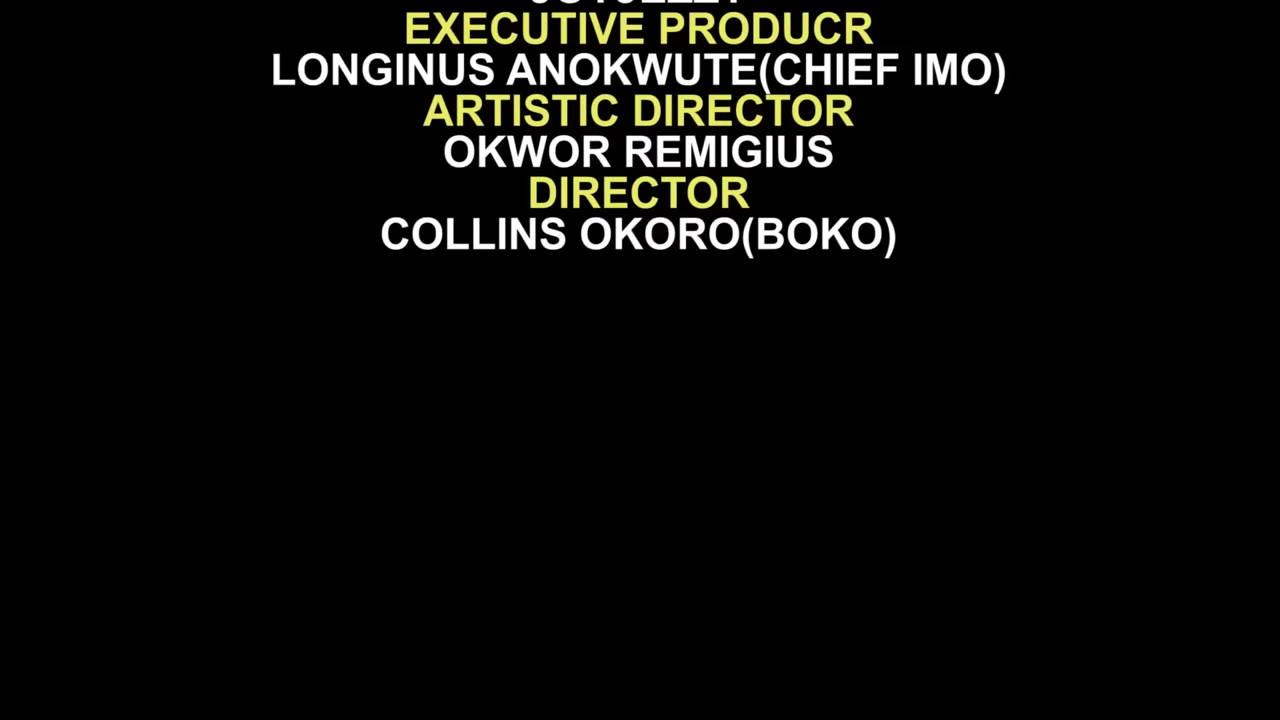 EXECUTIVE PRODUCR
LONGINUS ANOKWUTE(CHIEF IMO)
ARTISTIC DIRECTOR
OKWOR REMIGIUS
DIRECTOR
COLLINS OKORO(BOKO)